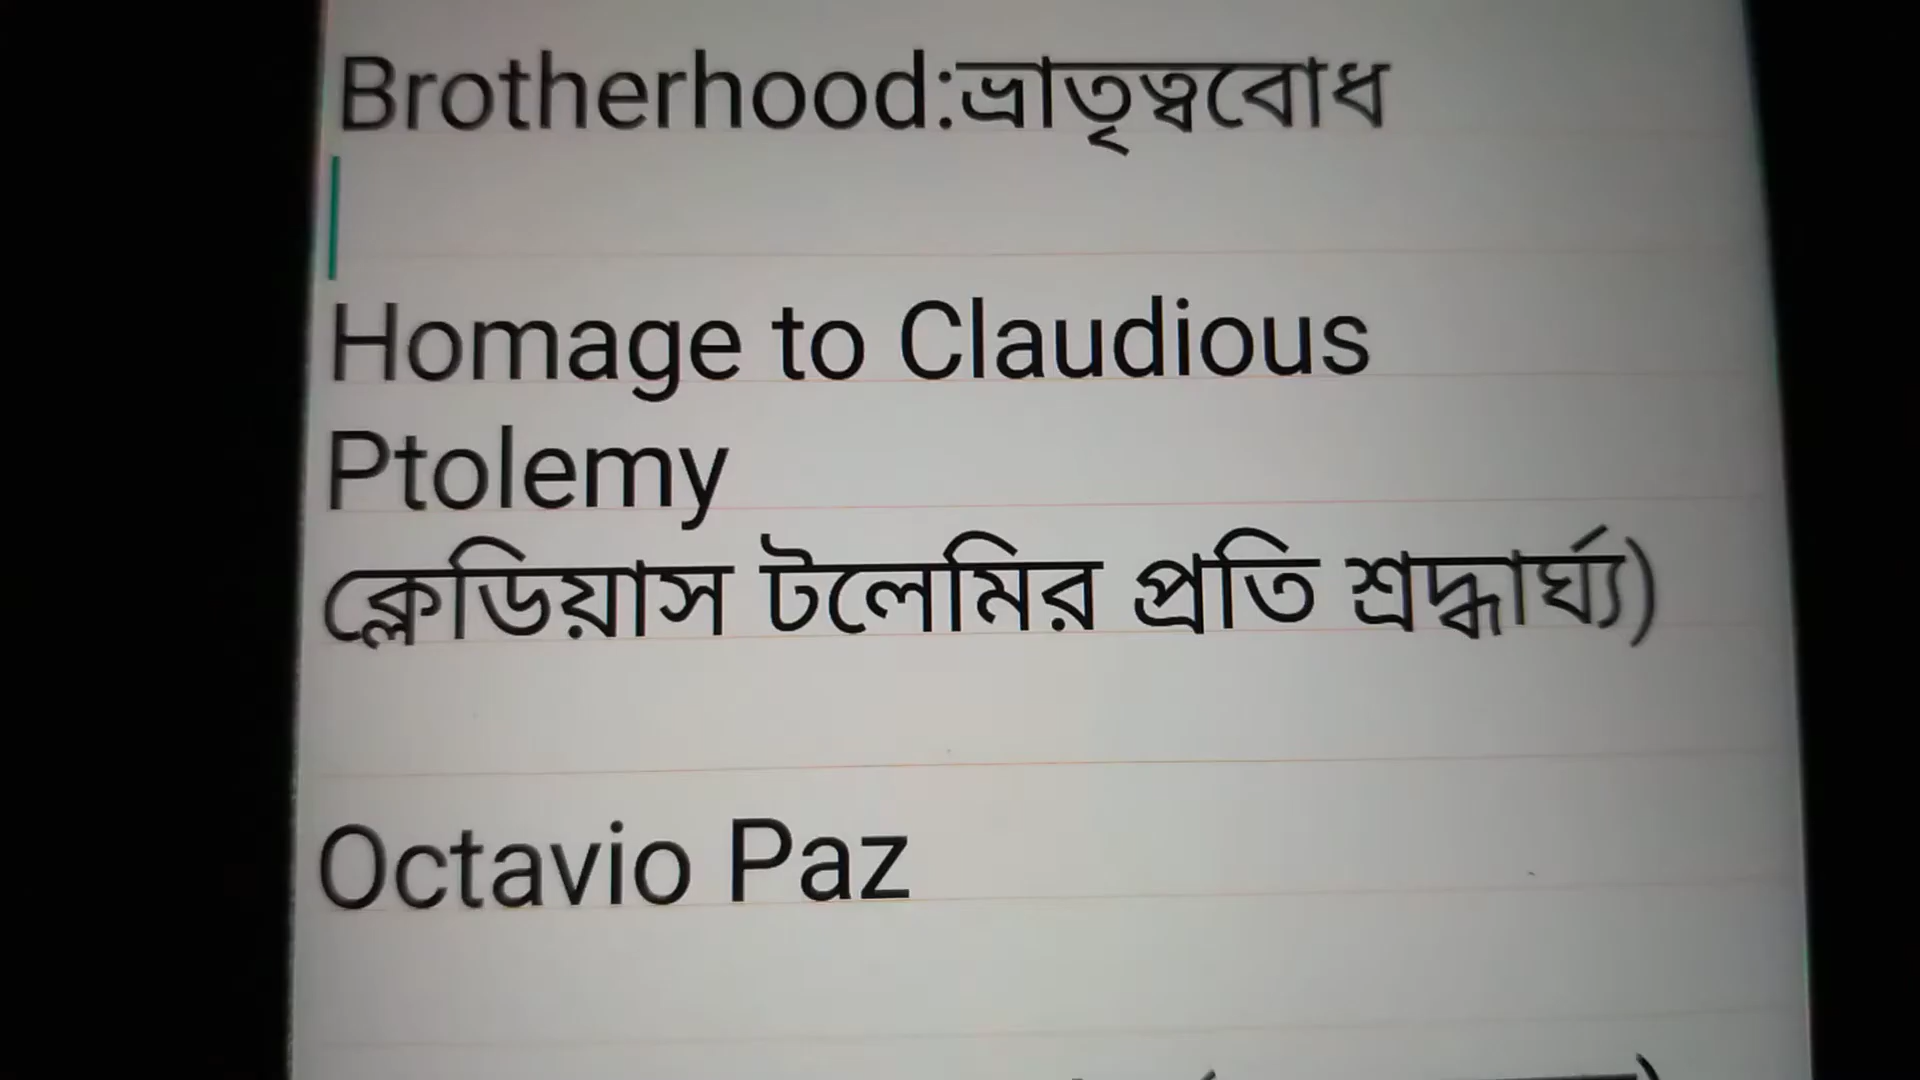 Brotherhood:ভ্রাতৃত্ববোধ
Homage to Claudious
Ptolemy
ক্লেডিয়াস টলেমির প্রতি শ্রদ্ধার্ঘ্য)
Octavio Paz